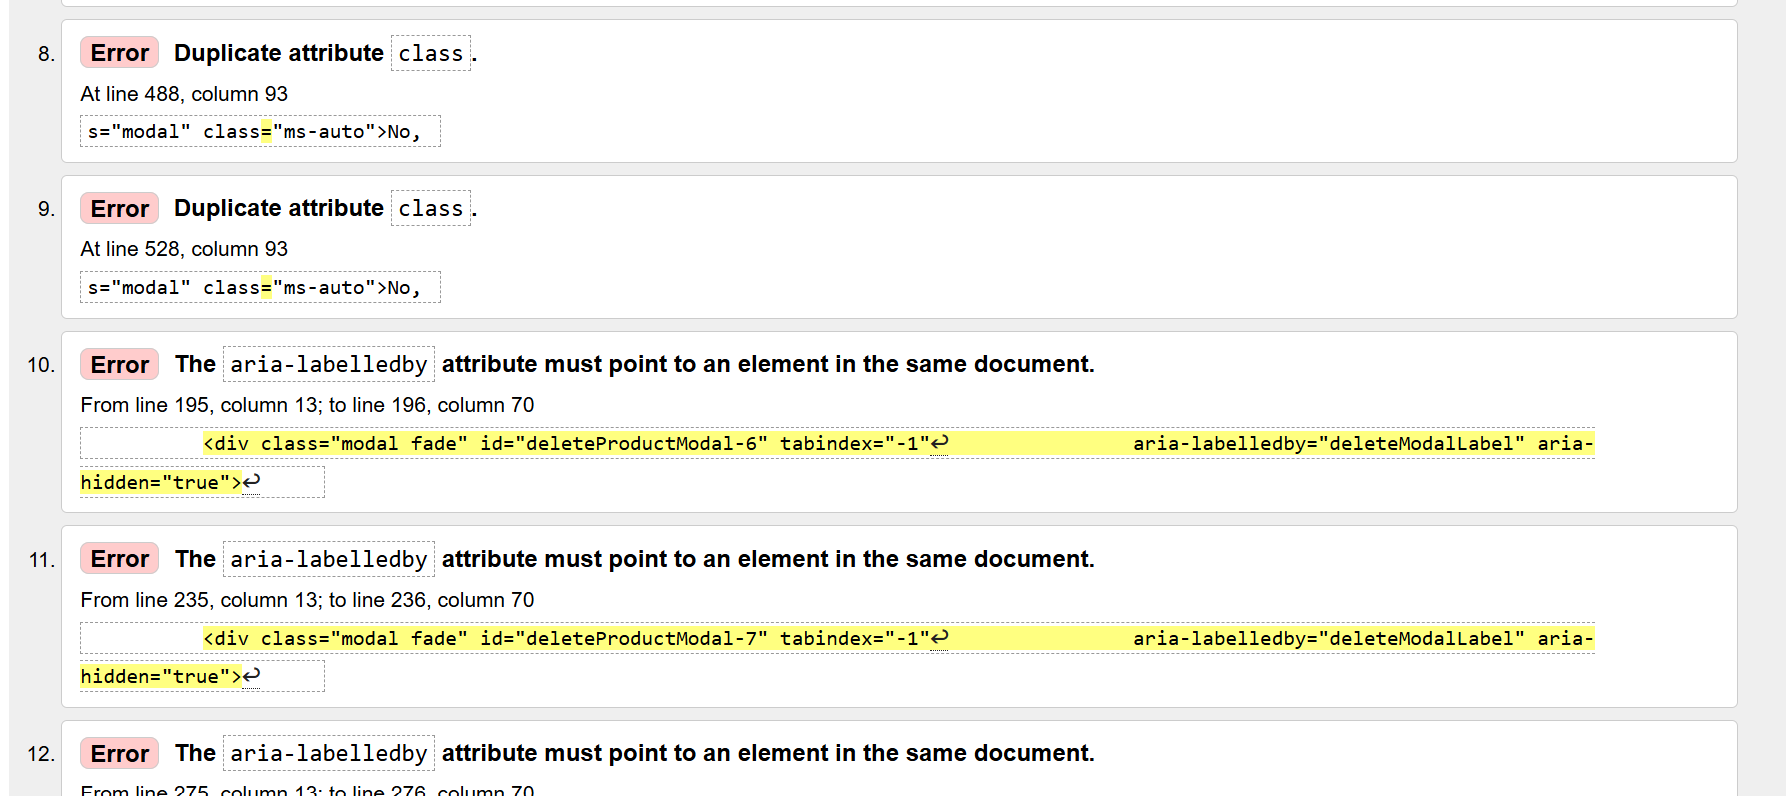 8. Error Duplicate attribute class.
At line 488, column 93
s="modal" class="ms-auto">No,
9. Error Duplicate attribute class.
At line 528, column 93
s="modal" class="ms-auto">No,
10. Error The aria-labelledby attribute must point to an element in the same document.
From line 195, column 13; to line 196, column 70
<div class="modal fade" id="deleteProductModal-6" tabindex="-1"↩ aria-labelledby="deleteModalLabel" aria-
hidden="true">↩
11. Error The aria-labelledby attribute must point to an element in the same document.
From line 235, column 13; to line 236, column 70
<div class="modal fade" id="deleteProductModal-7" tabindex="-1"↩ aria-labelledby="deleteModalLabel" aria-
hidden="true">↩
12. Error The aria-labelledby attribute must point to an element in the same document.
From line 275, column 13; to line 276, column 70